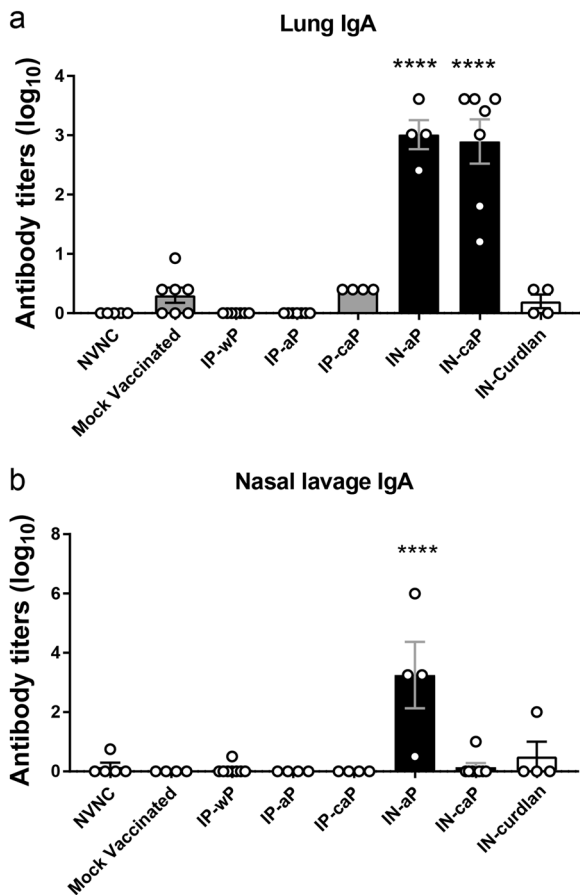 a
Lung IgA
**** ****
Antibody titers (log10)
4
3
2
1
0
NVNC
Mock Vaccinated
IP-wP
IP-aP
IP-caP
IN-aP
IN-caP
IN-Curdlan
b
Nasal lavage IgA
****
Antibody titers (log10)
8
6
4
2
0
NVNC
Mock Vaccinated
IP-wP
IP-aP
IP-caP
IN-aP
IN-caP
IN-curdlan